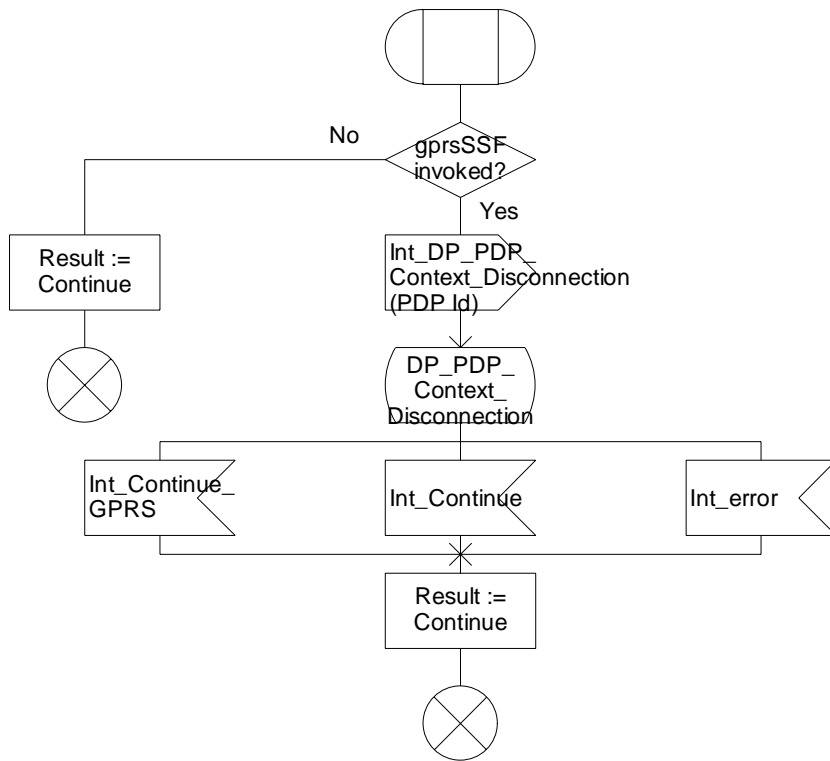 No
gprsSSF
invoked?
Yes
Result :=
Continue
Int_DP_PDP_
Context_Disconnection
(PDP Id)
DP_PDP_
Context_
Disconnection
Int_Continue_
GPRS
Int_Continue
Int_error
Result :=
Continue